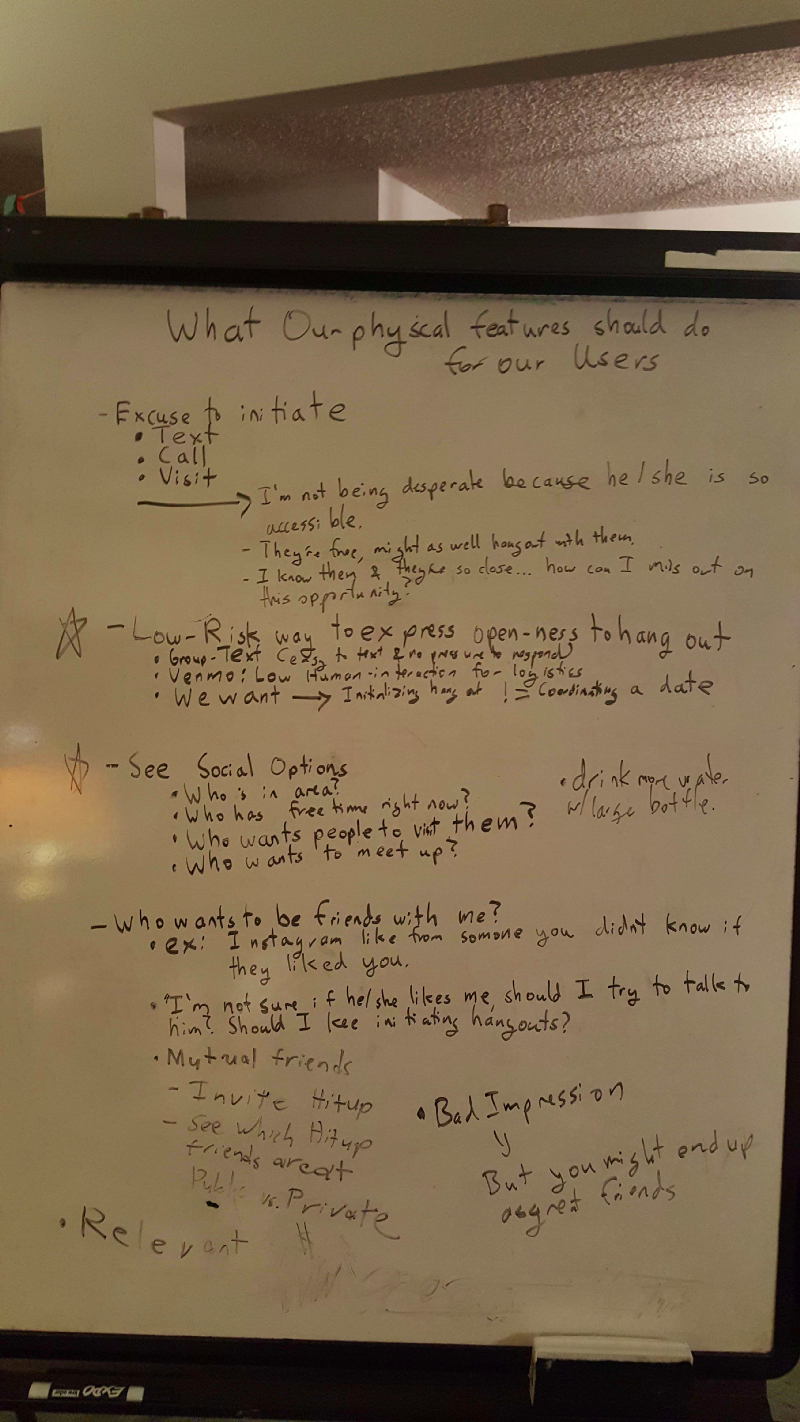 What Our physical features should do
for our Users
- Excuse to initiate
• Text
• Call
• Visit
→ I'm not being desperate because he/she is so
accessible.
- They're free, might as well hangout with them.
- I know them & they're so close... how can I miss out on
this opportunity?
☆ - Low-Risk way to express open-ness to hang out
• Group-Text (easy to text & no pressure to respond)
• Venmo: Low Human-interaction for logistics
• We want → Initializing hang out != Coordinating a date
☆ - See Social Options
• Who's in area?
• Who has free time right now?
• Who wants people to visit them?
• Who wants to meet up?
• drink more water
w/large bottle.
- Who wants to be friends with me?
• ex: Instagram like from somone you didn't know if
they liked you.
• "I'm not sure if he/she likes me, should I try to talk to
him? Should I kee initiating hangouts?
• Mutual friends
- Invite Hitup
- See which Hitup
friends are at
Public vs. Private
• Bad Impression
But you might end up
as great friends
• Relevant
EXPO